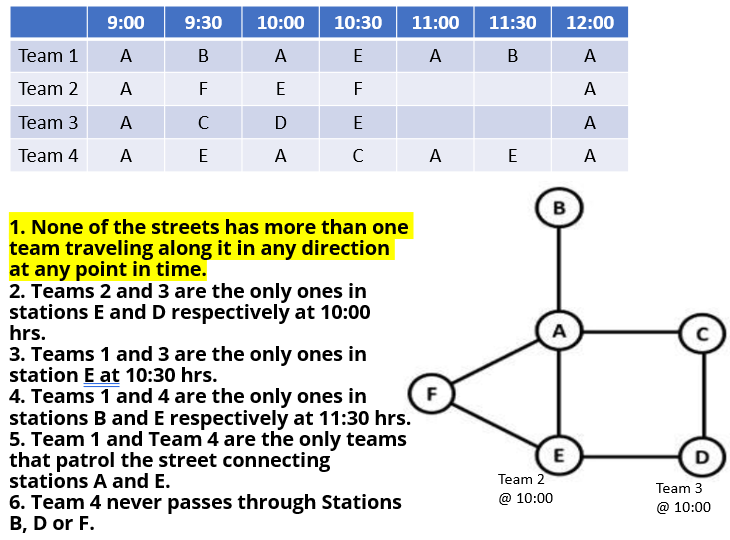 9:00 9:30 10:00 10:30 11:00 11:30 12:00
Team 1 A B A E A B A
Team 2 A F E F A
Team 3 A C D E A
Team 4 A E A C A E A
1. None of the streets has more than one
team traveling along it in any direction
at any point in time.
2. Teams 2 and 3 are the only ones in
stations E and D respectively at 10:00
hrs.
3. Teams 1 and 3 are the only ones in
station E at 10:30 hrs.
4. Teams 1 and 4 are the only ones in
stations B and E respectively at 11:30 hrs.
5. Team 1 and Team 4 are the only teams
that patrol the street connecting
stations A and E.
6. Team 4 never passes through Stations
B, D or F.
B
A
C
F
E
D
Team 2
@ 10:00
Team 3
@ 10:00